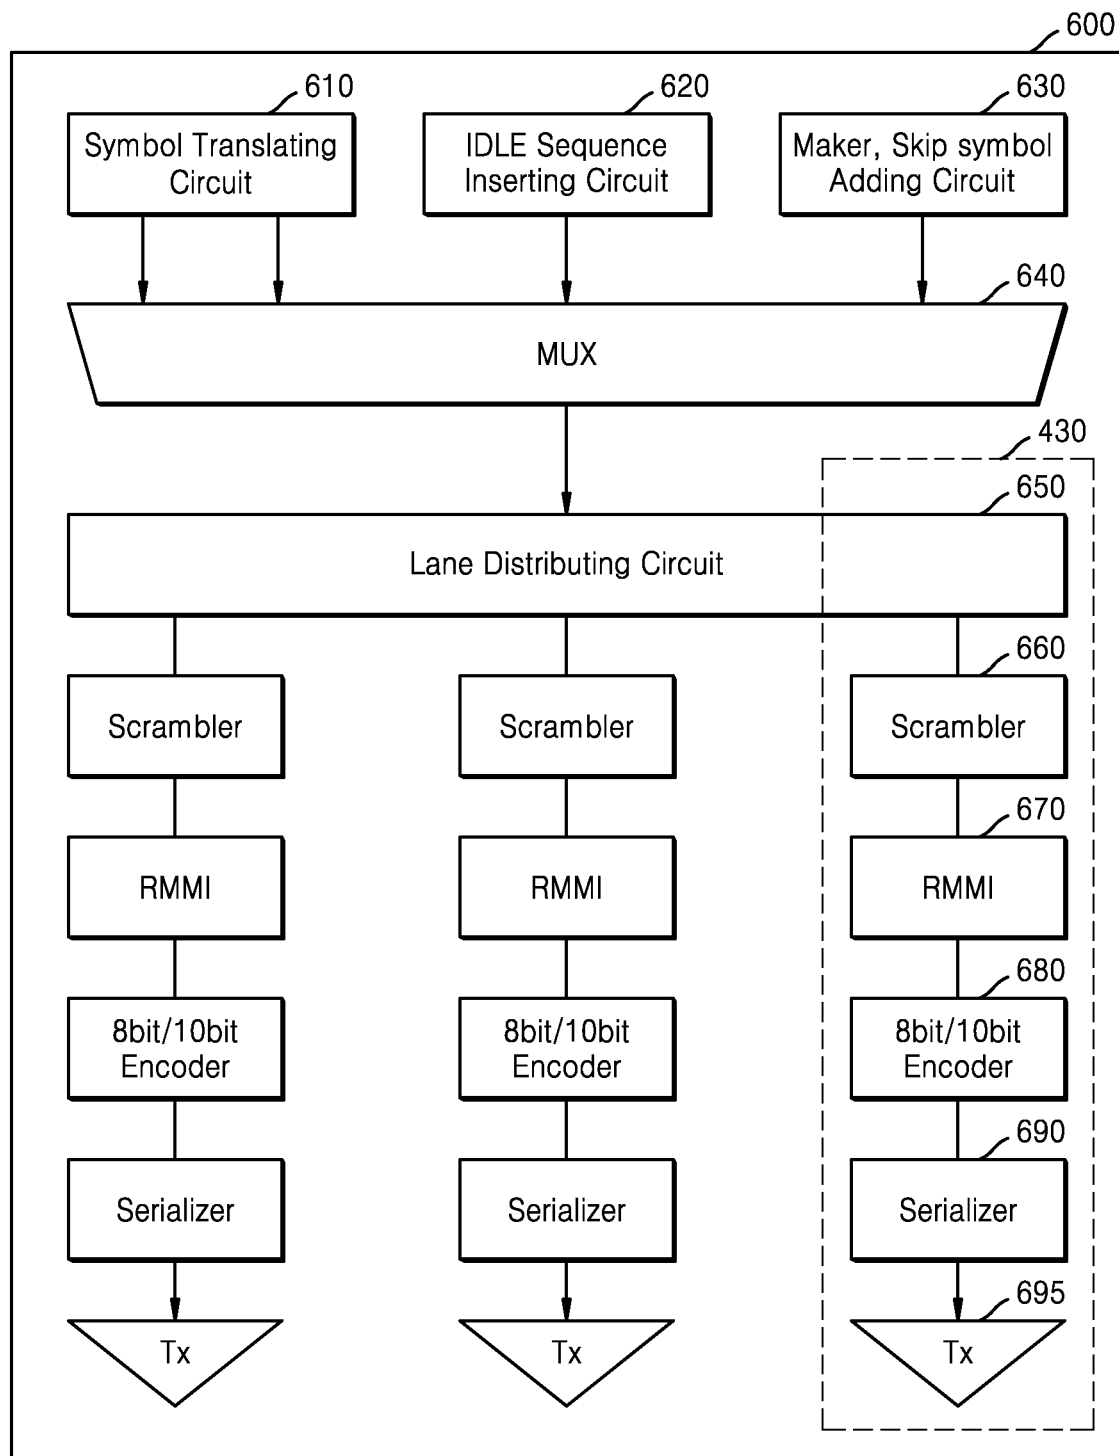 600
610
620
630
Symbol Translating
Circuit
IDLE Sequence
Inserting Circuit
Maker, Skip symbol
Adding Circuit
640
MUX
430
650
Lane Distributing Circuit
660
Scrambler
Scrambler
Scrambler
670
RMMI
RMMI
RMMI
680
8bit/10bit
Encoder
8bit/10bit
Encoder
8bit/10bit
Encoder
690
Serializer
Serializer
Serializer
695
Tx
Tx
Tx